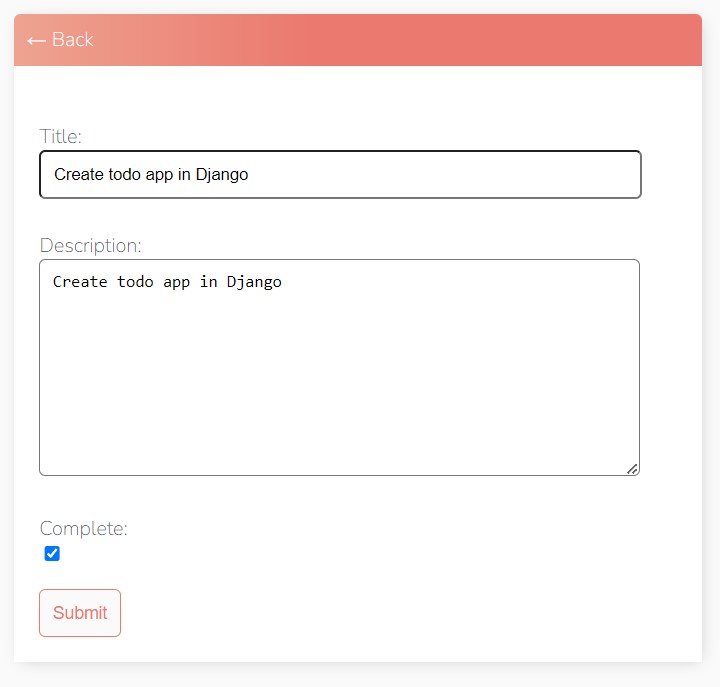 ← Back
Title:
Create todo app in Django
Description:
Create todo app in Django
Complete:
Submit